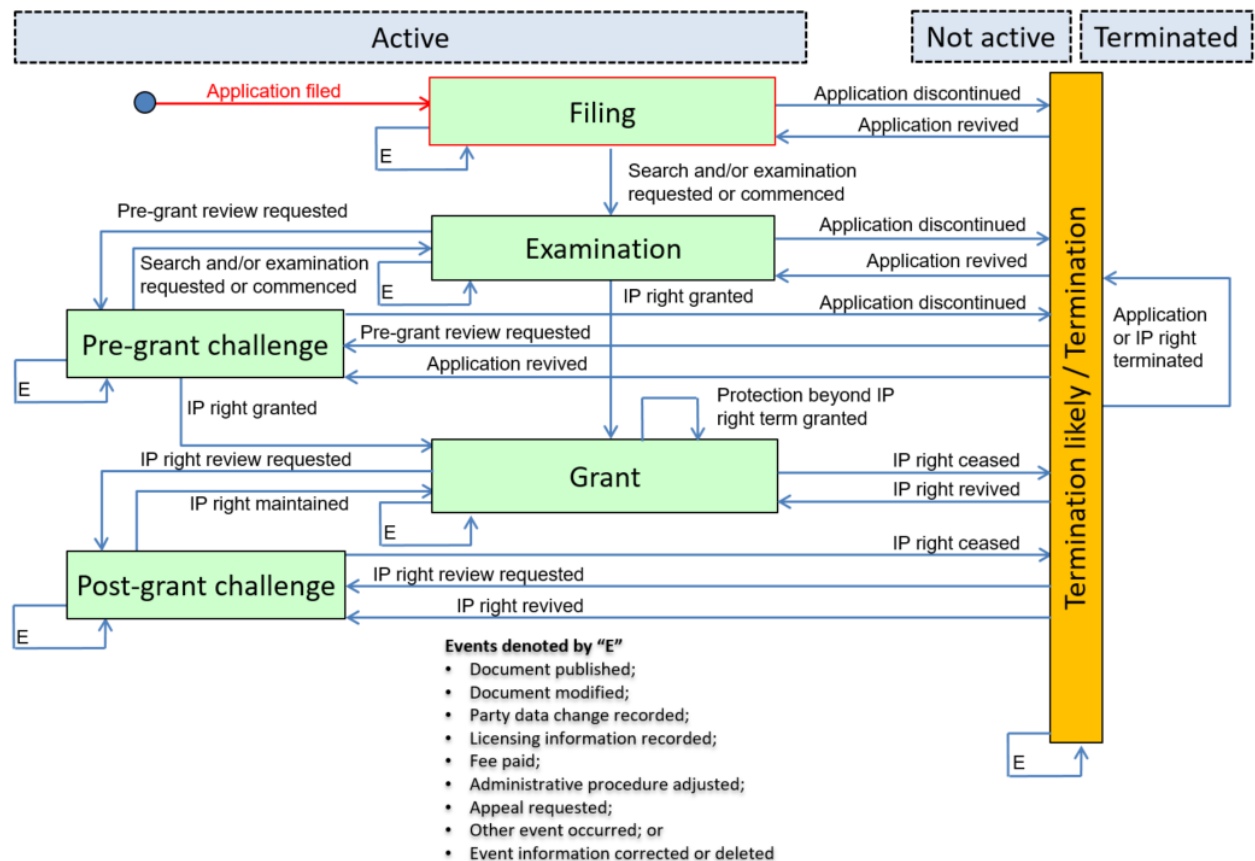 Active
Not active
Terminated
Application filed
Filing
Application discontinued
Application revived
E
Search and/or examination
requested or commenced
Pre-grant review requested
Examination
Application discontinued
Application revived
Search and/or examination
requested or commenced
E
IP right granted
Application discontinued
Pre-grant challenge
Pre-grant review requested
Application revived
E
Application
or IP right
terminated
Termination likely / Termination
IP right granted
Protection beyond IP
right term granted
IP right review requested
Grant
IP right ceased
IP right revived
IP right maintained
E
IP right ceased
Post-grant challenge
IP right review requested
IP right revived
E
Events denoted by “E”
• Document published;
• Document modified;
• Party data change recorded;
• Licensing information recorded;
• Fee paid;
• Administrative procedure adjusted;
• Appeal requested;
• Other event occurred; or
• Event information corrected or deleted
E